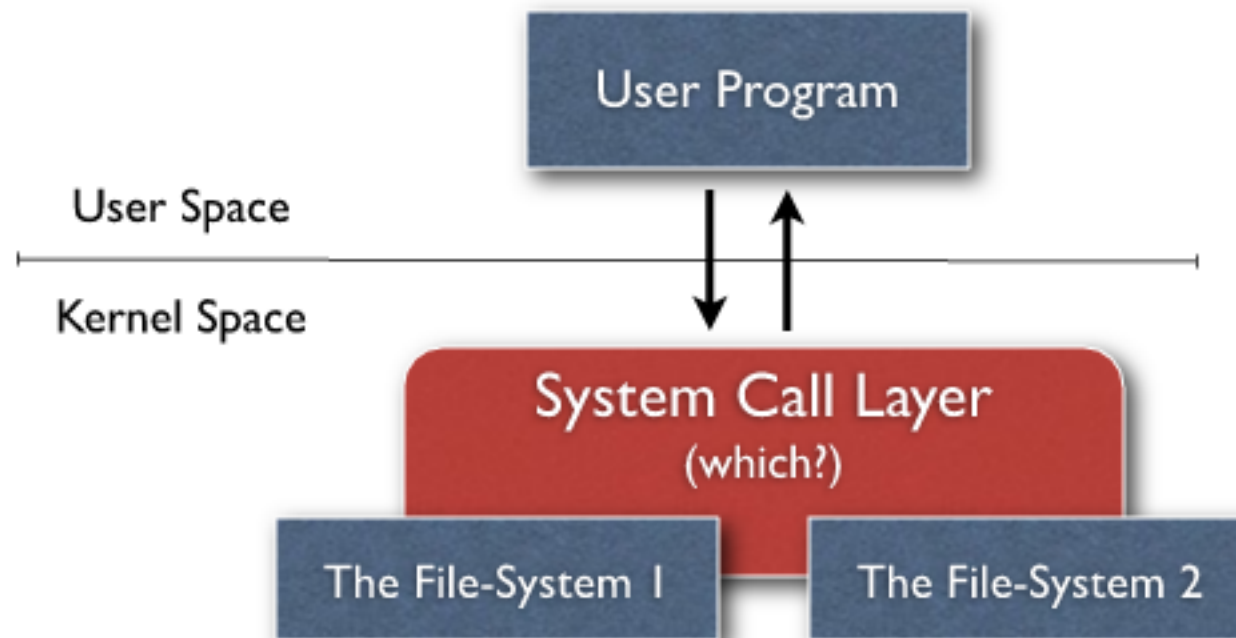 User Program
User Space
Kernel Space
System Call Layer
(which?)
The File-System 1
The File-System 2